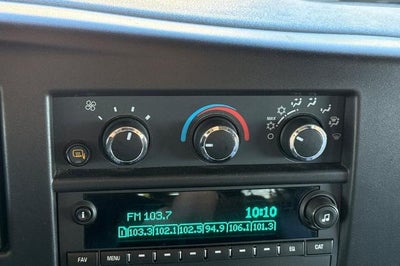 MAX
FM 103.7 10:10
1 103.3 102.1 102.5 94.9 106.1 101.3
FAV MENU EQ CAT